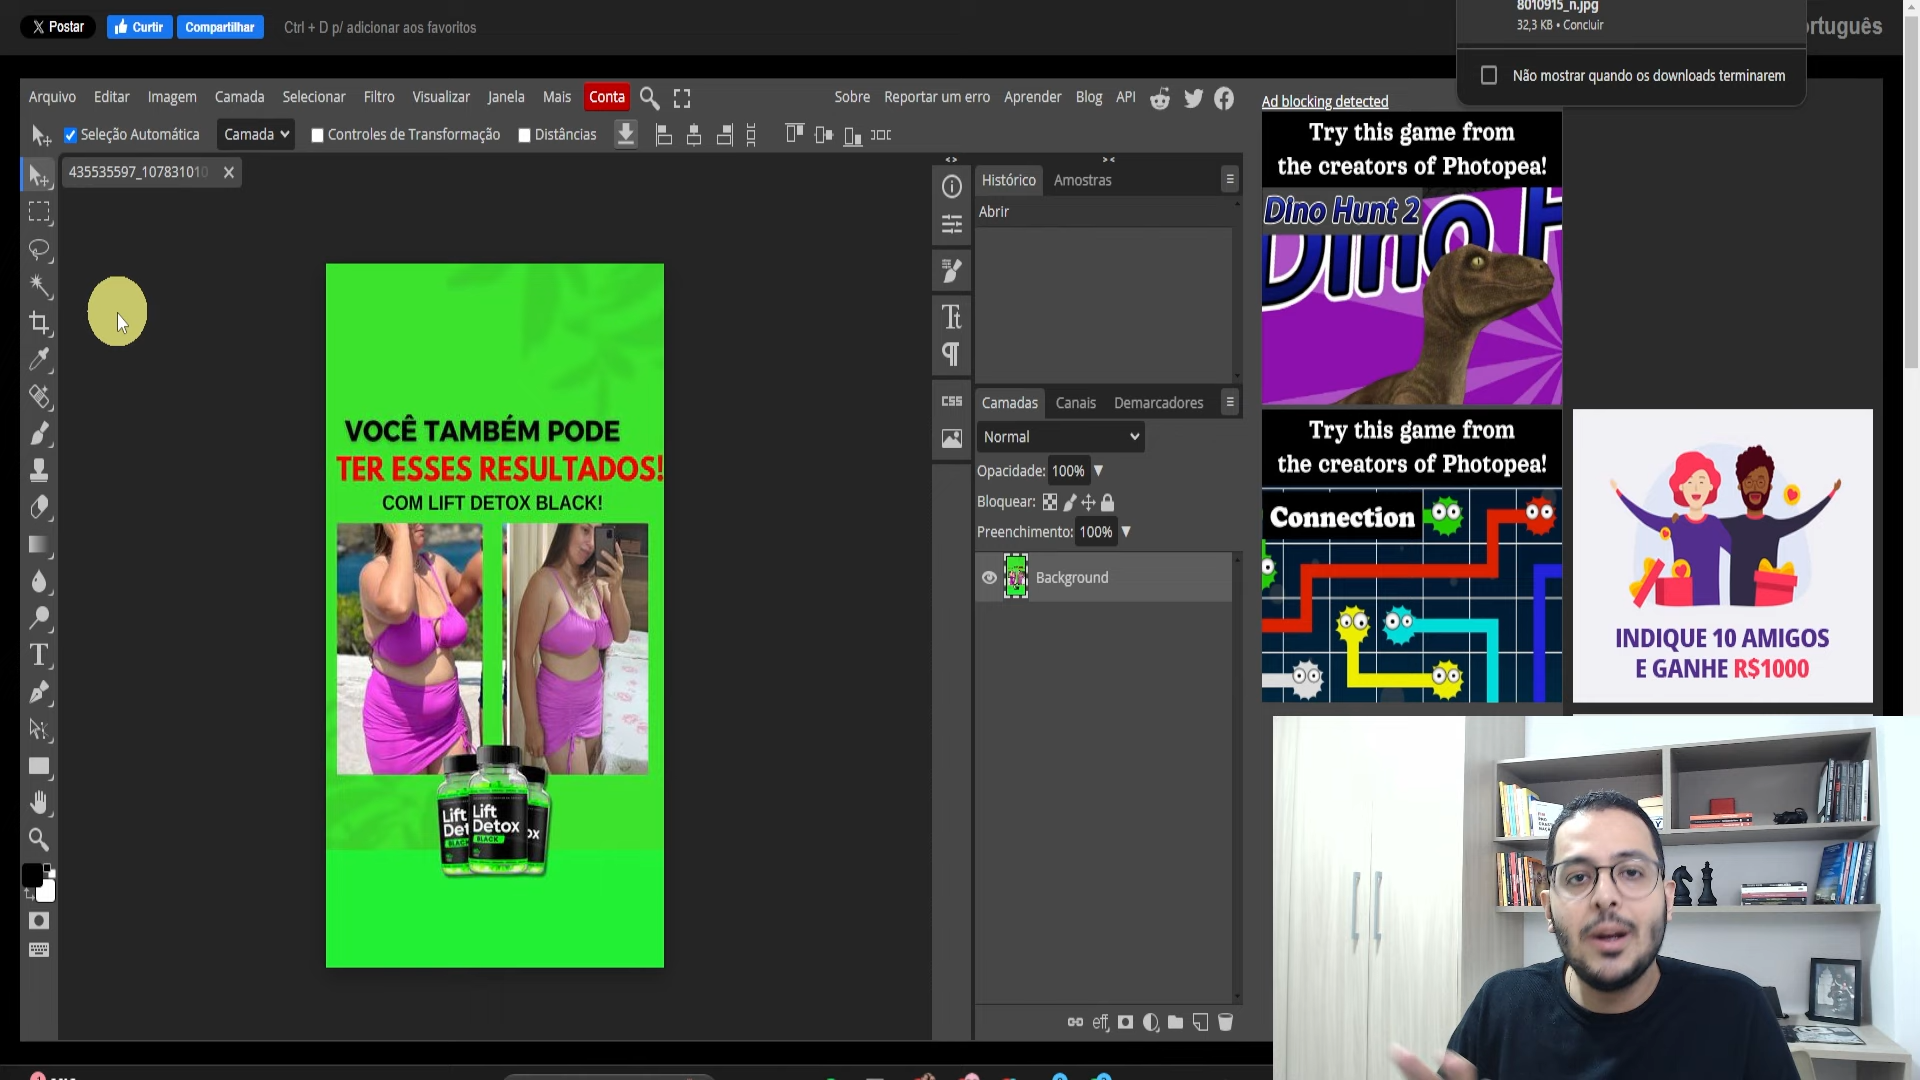 Postar
Curtir
Compartilhar
Ctrl + D p/ adicionar aos favoritos
8010915_n.jpg
32,3 KB • Concluir
Não mostrar quando os downloads terminarem
Arquivo
Editar
Imagem
Camada
Selecionar
Filtro
Visualizar
Janela
Mais
Conta
Sobre
Reportar um erro
Aprender
Blog
API
Seleção Automática
Camada
Controles de Transformação
Distâncias
435535597_107831010
Histórico
Amostras
Abrir
CSS
Camadas
Canais
Demarcadores
Normal
Opacidade: 100%
Bloquear:
Preenchimento: 100%
Background
eff
VOCÊ TAMBÉM PODE
TER ESSES RESULTADOS!
COM LIFT DETOX BLACK!
Lift
Detox
BLACK
Ad blocking detected
Try this game from
the creators of Photopea!
Dino Hunt 2
Try this game from
the creators of Photopea!
Connection
INDIQUE 10 AMIGOS
E GANHE R$1000